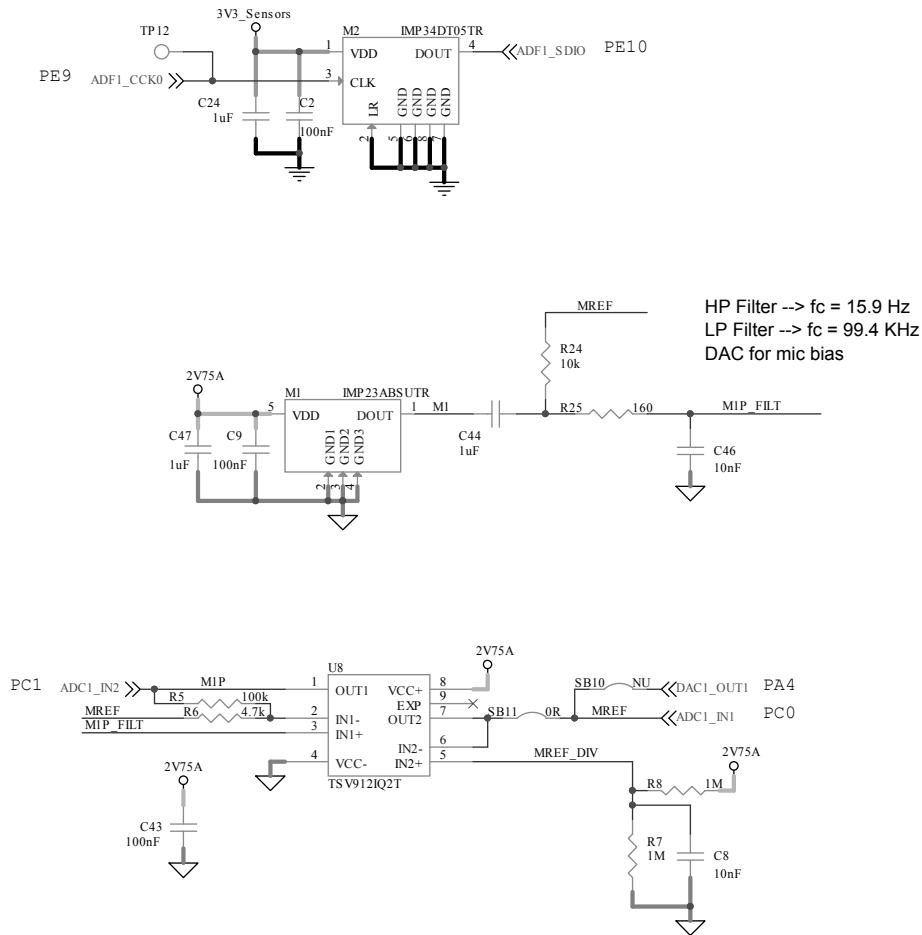 3V3_Sensors
TP12
M2 IMP34DT05TR
PE9 ADF1_CCK0
1 VDD DOUT 4 ADF1_SDIO PE10
3 CLK
C24 1uF
C2 100nF
LR GND GND GND GND
2 5 6 8 7
MREF
HP Filter --> fc = 15.9 Hz
LP Filter --> fc = 99.4 KHz
DAC for mic bias
R24
10k
2V75A
M1 IMP23ABSUTR
5 VDD DOUT 1 M1
R25 160 M1P_FILT
C47 1uF
C9 100nF
GND1 GND2 GND3
2 3 4
C44
1uF
C46
10nF
2V75A
U8
PC1 ADC1_IN2 M1P 1 OUT1
R5 100k
MREF R6 4.7k 2 IN1-
M1P_FILT 3 IN1+
4 VCC-
VCC+ 8
EXP 9
OUT2 7
IN2- 6
IN2+ 5
TSV912IQ2T
SB10 NU DAC1_OUT1 PA4
SB11 0R MREF ADC1_IN1 PC0
MREF_DIV
2V75A
R8 1M
R7
1M
C8
10nF
2V75A
C43
100nF